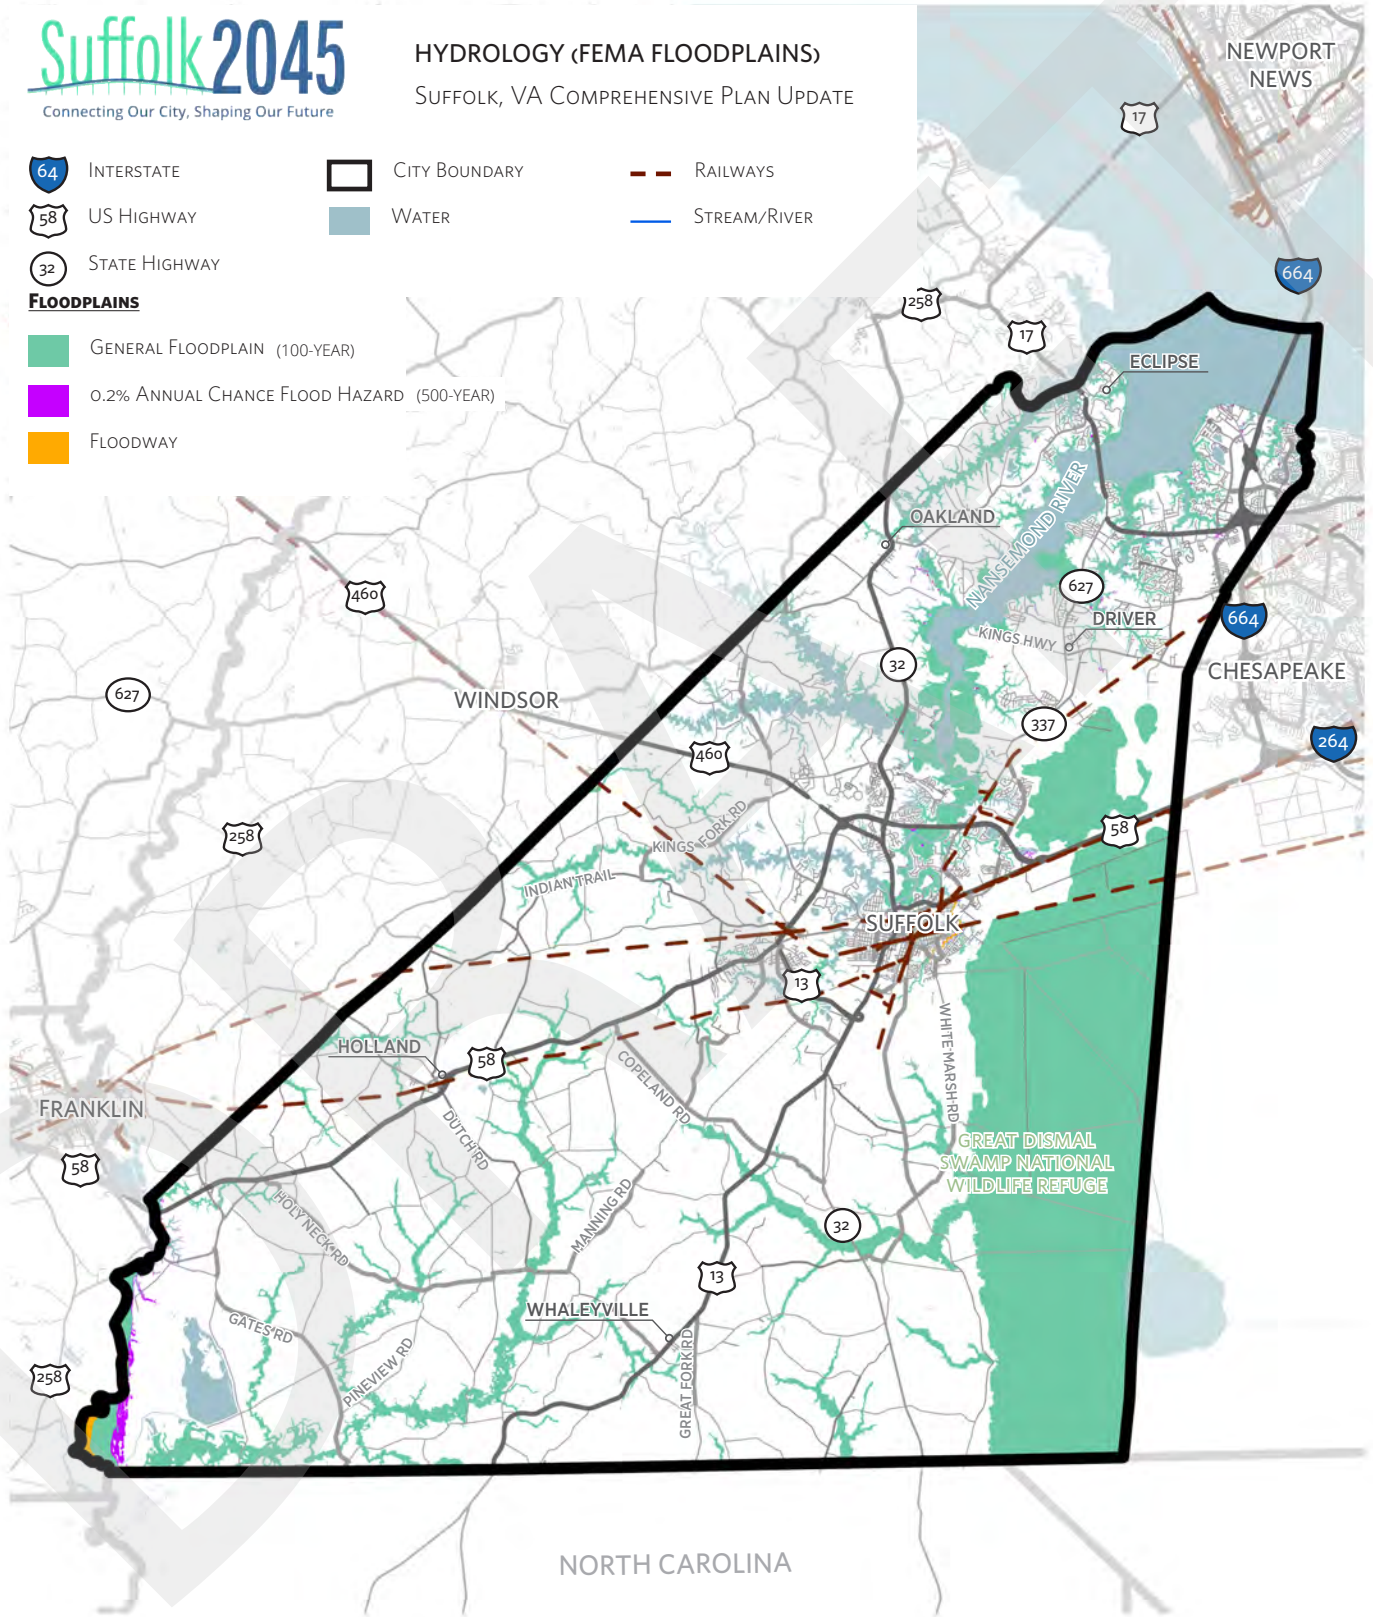 Suffolk 2045
Connecting Our City, Shaping Our Future
HYDROLOGY (FEMA FLOODPLAINS)
SUFFOLK, VA COMPREHENSIVE PLAN UPDATE
64 INTERSTATE
58 US HIGHWAY
32 STATE HIGHWAY
CITY BOUNDARY
WATER
RAILWAYS
STREAM/RIVER
FLOODPLAINS
GENERAL FLOODPLAIN (100-YEAR)
0.2% ANNUAL CHANCE FLOOD HAZARD (500-YEAR)
FLOODWAY
NEWPORT
NEWS
17
664
258
17
ECLIPSE
OAKLAND
NANSEMOND RIVER
460
627
DRIVER
664
KINGS HWY
32
CHESAPEAKE
627
WINDSOR
337
264
460
258
58
KINGS FORK RD
INDIAN TRAIL
SUFFOLK
13
WHITE MARSH RD
HOLLAND
58
COPELAND RD
FRANKLIN
DUTCH RD
GREAT DISMAL
SWAMP NATIONAL
WILDLIFE REFUGE
58
HOLY NECK RD
MANNING RD
32
13
WHALEYVILLE
GATES RD
PINEVIEW RD
GREAT FORK RD
258
NORTH CAROLINA
DRAFT